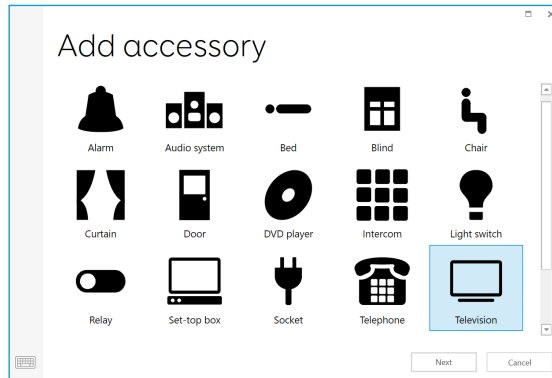 Add accessory
Alarm
Audio system
Bed
Blind
Chair
Curtain
Door
DVD player
Intercom
Light switch
Relay
Set-top box
Socket
Telephone
Television
Next
Cancel